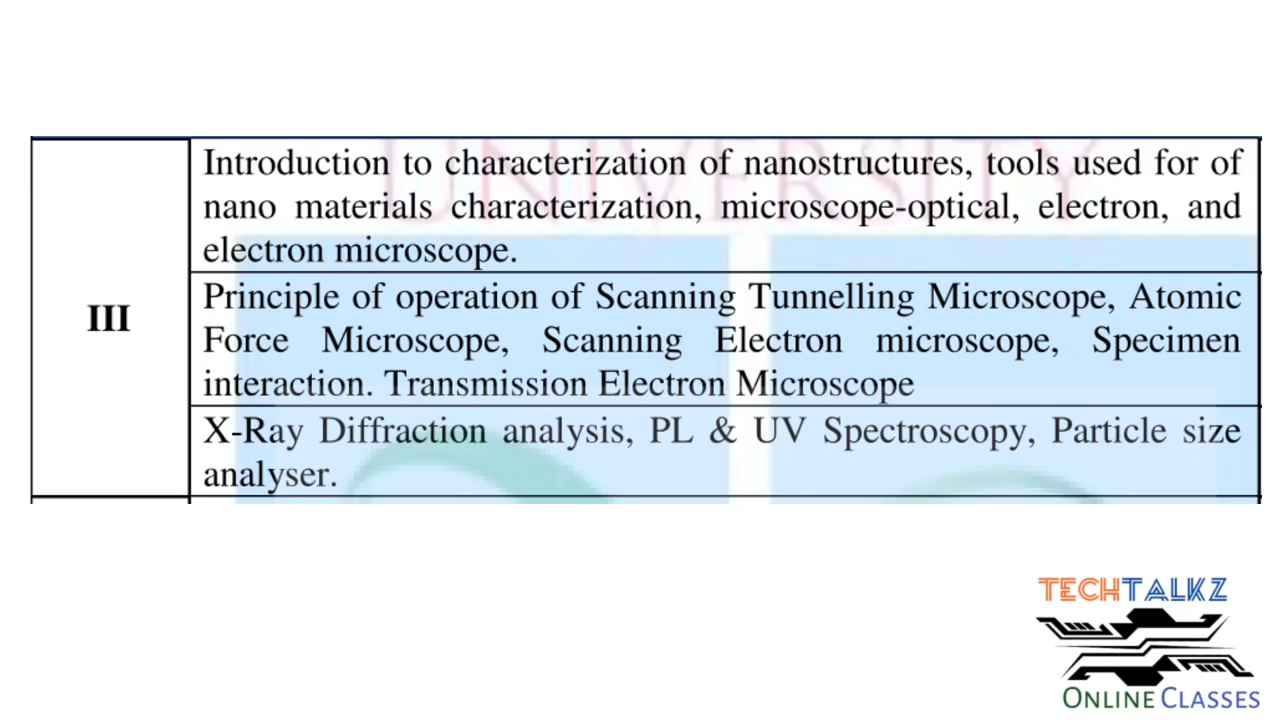 UNIVERSITY
Introduction to characterization of nanostructures, tools used for of
nano materials characterization, microscope-optical, electron, and
electron microscope.
III
Principle of operation of Scanning Tunnelling Microscope, Atomic
Force Microscope, Scanning Electron microscope, Specimen
interaction. Transmission Electron Microscope
X-Ray Diffraction analysis, PL & UV Spectroscopy, Particle size
analyser.
TECHTALKZ
ONLINE CLASSES